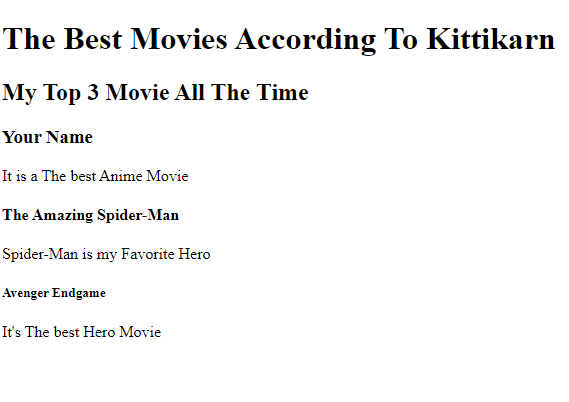 The Best Movies According To Kittikarn
My Top 3 Movie All The Time
Your Name
It is a The best Anime Movie
The Amazing Spider-Man
Spider-Man is my Favorite Hero
Avenger Endgame
It's The best Hero Movie